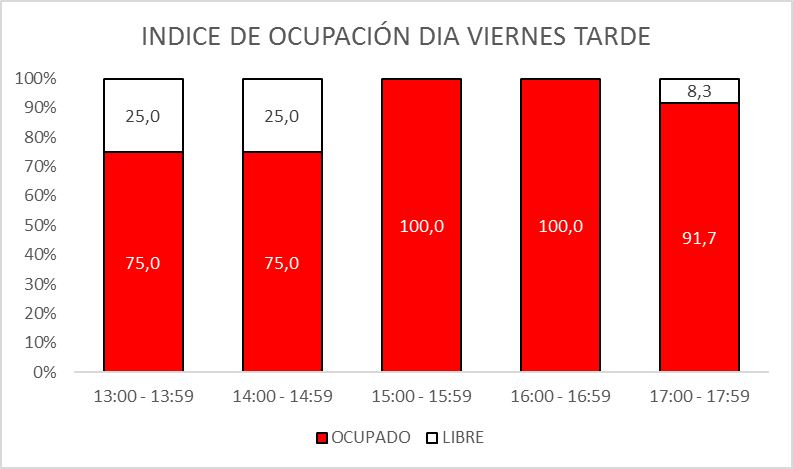 INDICE DE OCUPACIÓN DIA VIERNES TARDE
100%
90%
80%
70%
60%
50%
40%
30%
20%
10%
0%
25,0
25,0
8,3
75,0
75,0
100,0
100,0
91,7
13:00 - 13:59
14:00 - 14:59
15:00 - 15:59
16:00 - 16:59
17:00 - 17:59
OCUPADO
LIBRE